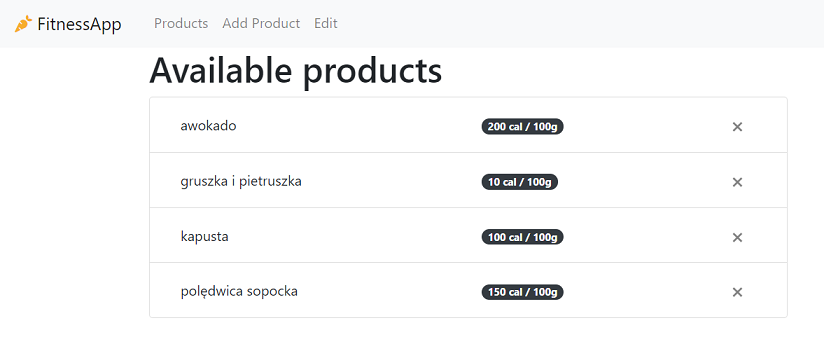 FitnessApp Products Add Product Edit
Available products
awokado 200 cal / 100g ×
gruszka i pietruszka 10 cal / 100g ×
kapusta 100 cal / 100g ×
polędwica sopocka 150 cal / 100g ×